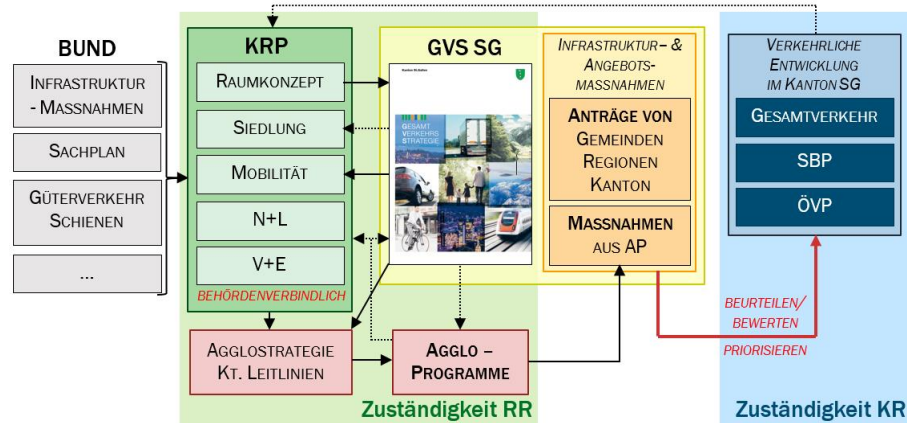 BUND
INFRASTRUKTUR
- MASSNAHMEN
SACHPLAN
GÜTERVERKEHR
SCHIENEN
...
KRP
RAUMKONZEPT
SIEDLUNG
MOBILITÄT
N+L
V+E
BEHÖRDENVERBINDLICH
AGGLOSTRATEGIE
KT. LEITLINIEN
GVS SG
GESAMT
VERKEHRS
STRATEGIE
AGGLO –
PROGRAMME
Zuständigkeit RR
INFRASTRUKTUR– &
ANGEBOTS-
MASSNAHMEN
ANTRÄGE VON
GEMEINDEN
REGIONEN
KANTON
MASSNAHMEN
AUS AP
VERKEHRLICHE
ENTWICKLUNG
IM KANTON SG
GESAMTVERKEHR
SBP
ÖVP
BEURTEILEN/
BEWERTEN
PRIORISIEREN
Zuständigkeit KR